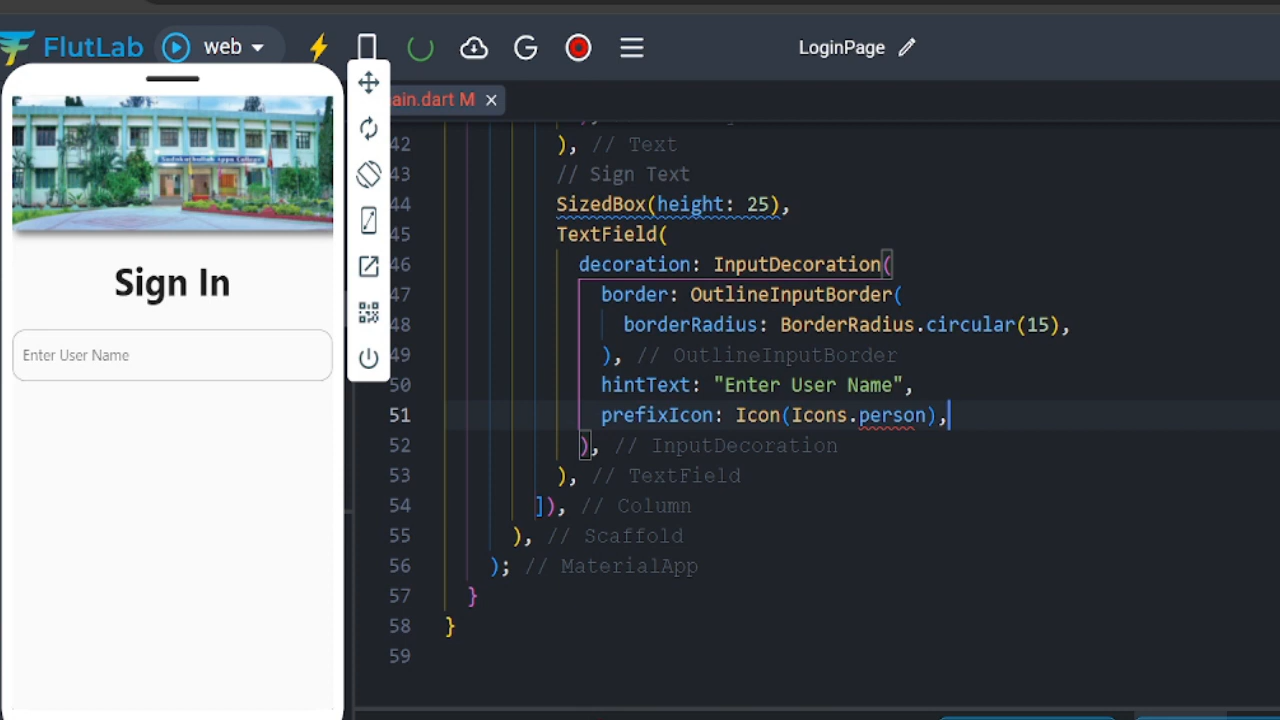 FlutLab
web
LoginPage
ain.dart M
42 ), // Text
43 // Sign Text
44 SizedBox(height: 25),
45 TextField(
46 decoration: InputDecoration(
47 border: OutlineInputBorder(
48 borderRadius: BorderRadius.circular(15),
49 ), // OutlineInputBorder
50 hintText: "Enter User Name",
51 prefixIcon: Icon(Icons.person),
52 ), // InputDecoration
53 ), // TextField
54 ]), // Column
55 ), // Scaffold
56 ); // MaterialApp
57 }
58 }
59
Sadakathullah Appa College
Sign In
Enter User Name